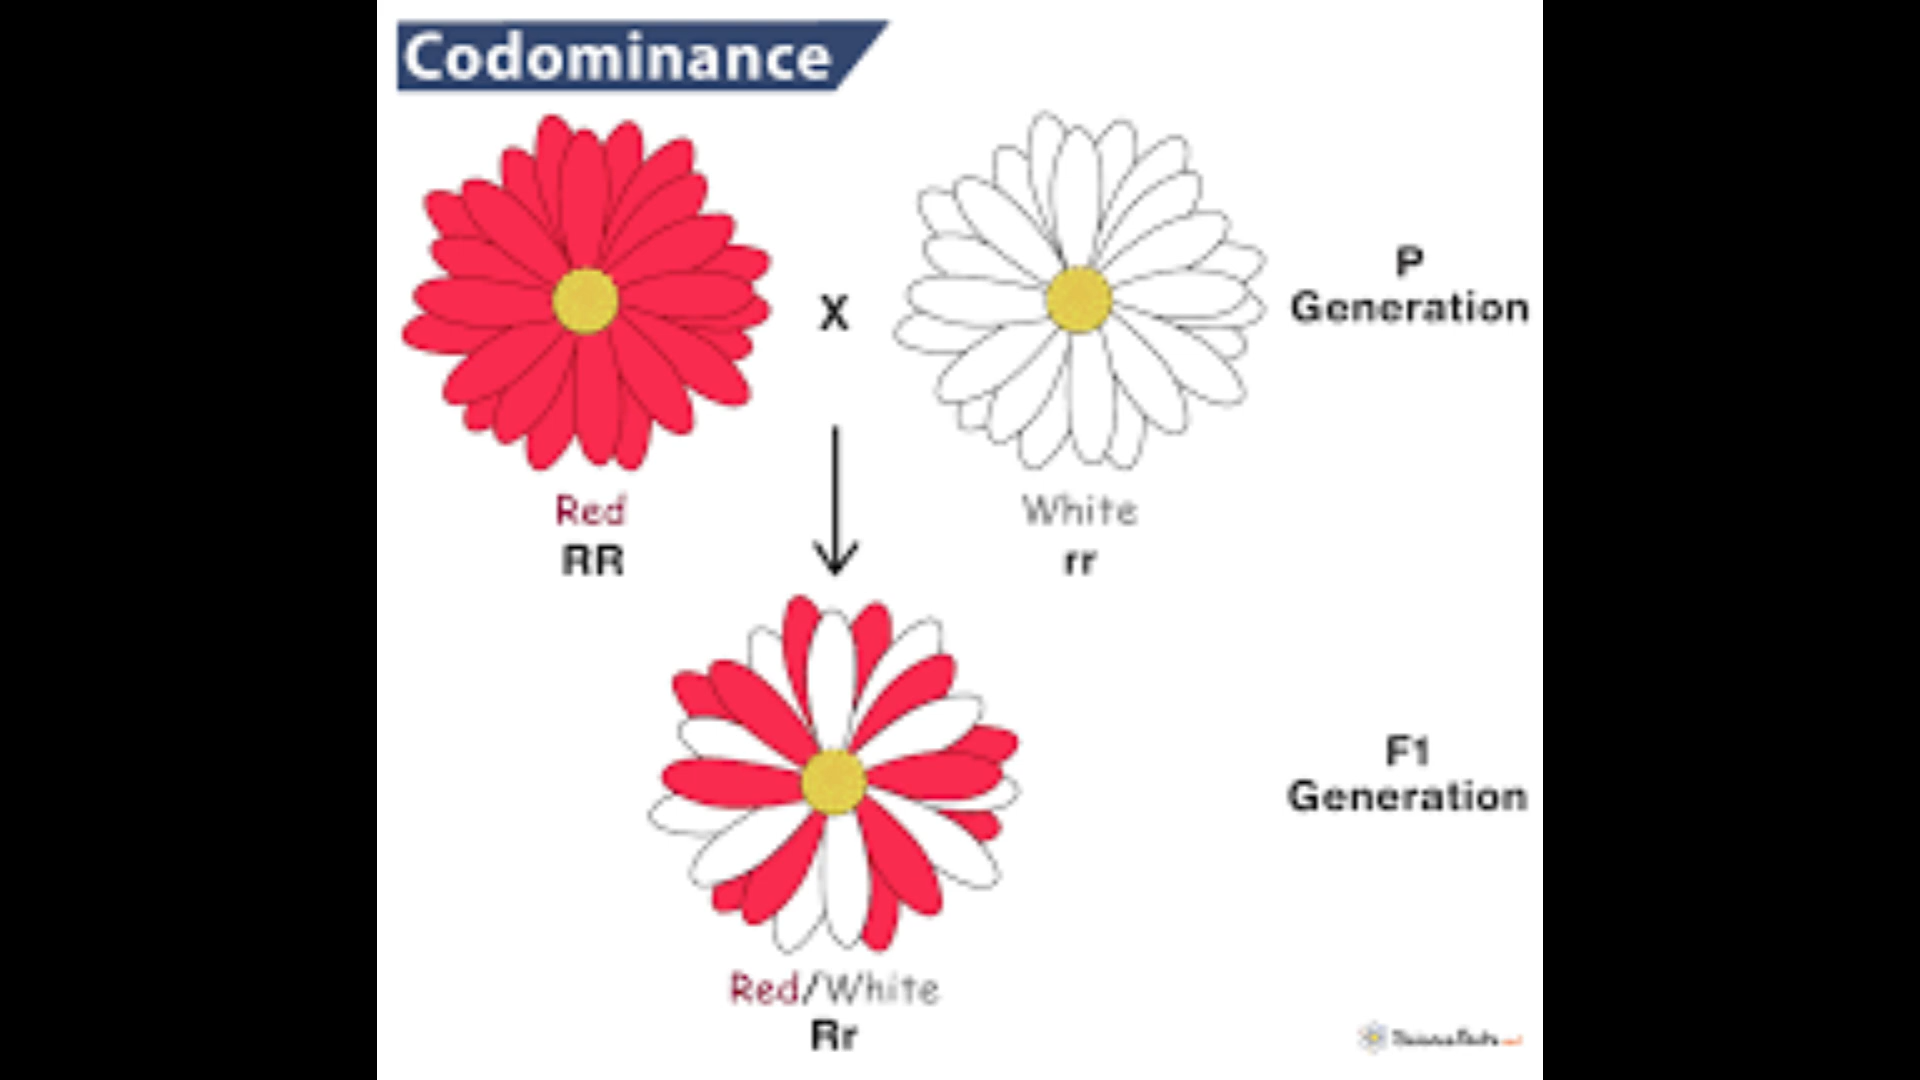 Codominance
X
P
Generation
Red
RR
White
rr
Red/White
Rr
F1
Generation